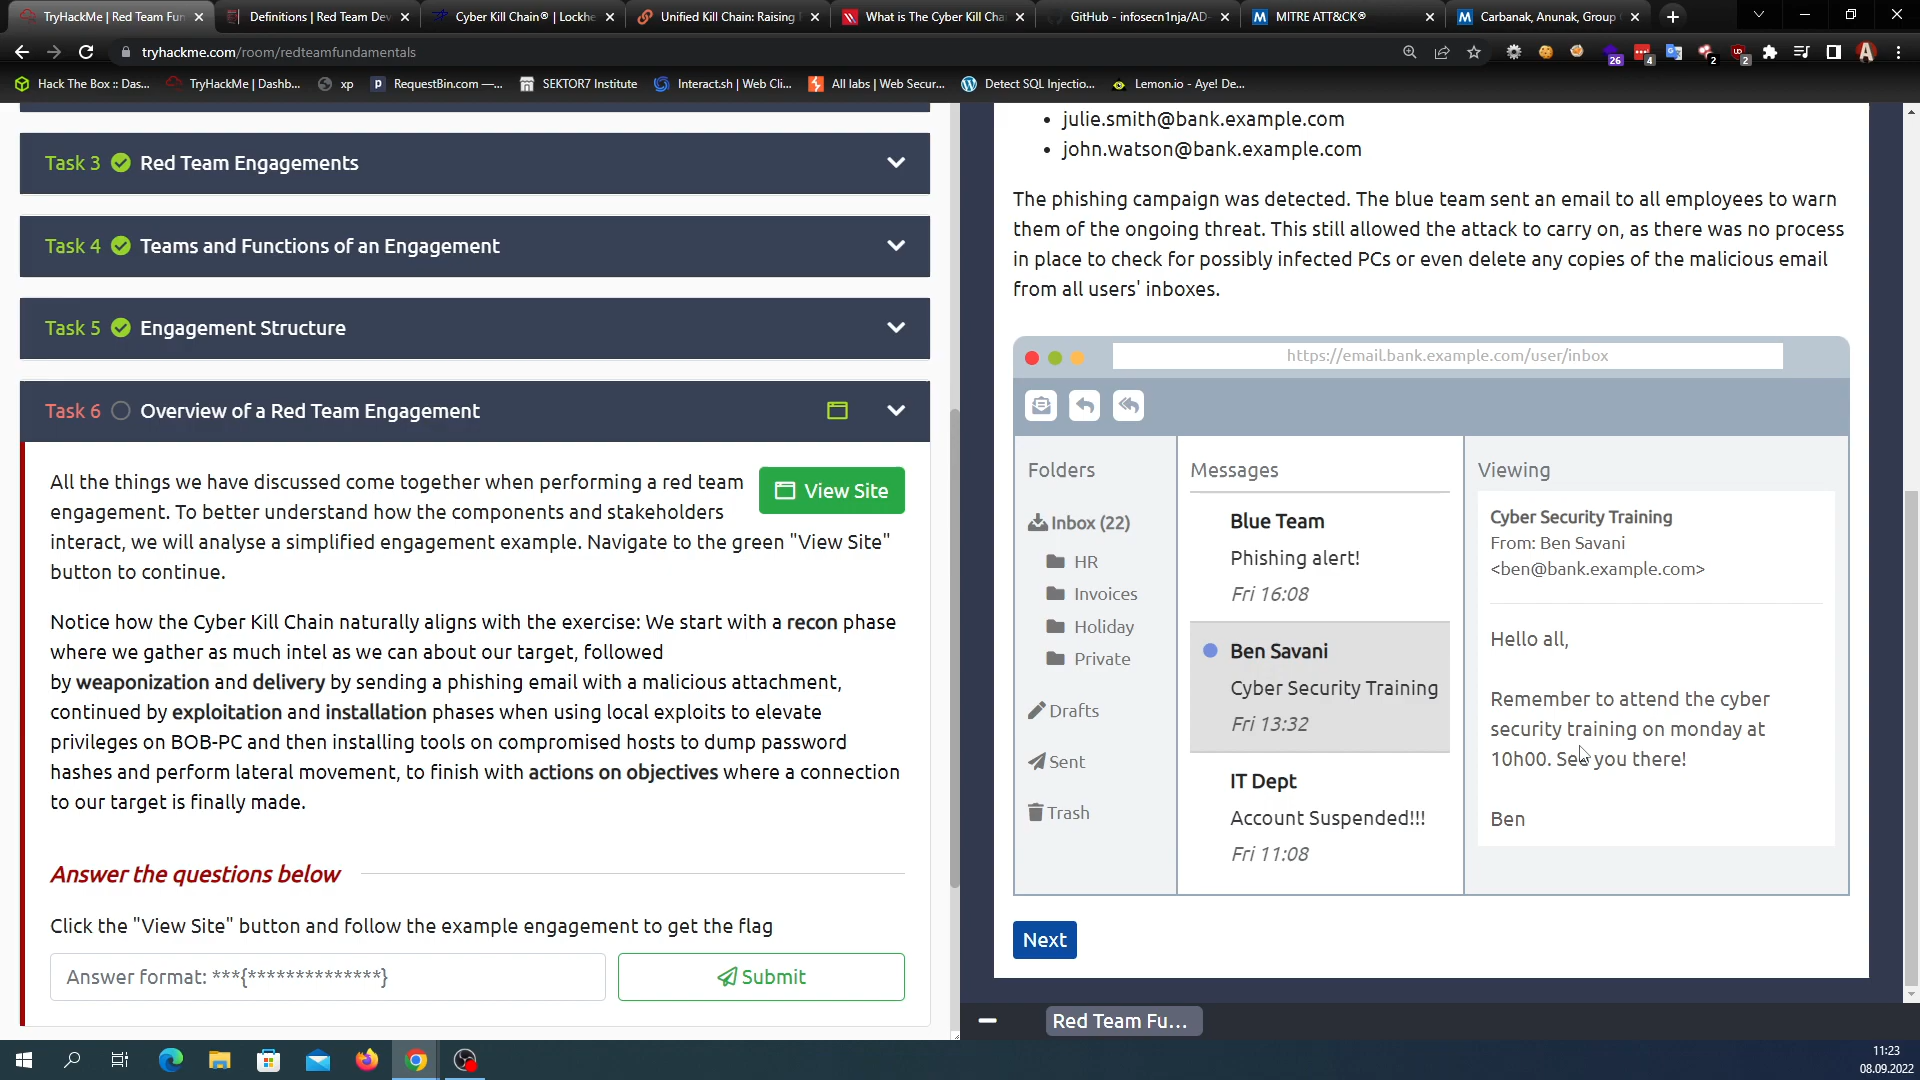 TryHackMe | Red Team Fun
Definitions | Red Team Dev
Cyber Kill Chain® | Lockhe
Unified Kill Chain: Raising
What is The Cyber Kill Cha
GitHub - infosecn1nja/AD-
MITRE ATT&CK®
Carbanak, Anunak, Group
tryhackme.com/room/redteamfundamentals
26
4
2
2
A
Hack The Box :: Das...
TryHackMe | Dashb...
xp
RequestBin.com —...
SEKTOR7 Institute
Interact.sh | Web Cli...
All labs | Web Secur...
Detect SQL Injectio...
Lemon.io - Aye! De...
Task 3 Red Team Engagements
Task 4 Teams and Functions of an Engagement
Task 5 Engagement Structure
Task 6 Overview of a Red Team Engagement
All the things we have discussed come together when performing a red team
engagement. To better understand how the components and stakeholders
interact, we will analyse a simplified engagement example. Navigate to the green "View Site"
button to continue.
View Site
Notice how the Cyber Kill Chain naturally aligns with the exercise: We start with a recon phase
where we gather as much intel as we can about our target, followed
by weaponization and delivery by sending a phishing email with a malicious attachment,
continued by exploitation and installation phases when using local exploits to elevate
privileges on BOB-PC and then installing tools on compromised hosts to dump password
hashes and perform lateral movement, to finish with actions on objectives where a connection
to our target is finally made.
Answer the questions below
Click the "View Site" button and follow the example engagement to get the flag
Answer format: ***{**************}
Submit
julie.smith@bank.example.com
john.watson@bank.example.com
The phishing campaign was detected. The blue team sent an email to all employees to warn
them of the ongoing threat. This still allowed the attack to carry on, as there was no process
in place to check for possibly infected PCs or even delete any copies of the malicious email
from all users' inboxes.
https://email.bank.example.com/user/inbox
Folders
Inbox (22)
HR
Invoices
Holiday
Private
Drafts
Sent
Trash
Messages
Blue Team
Phishing alert!
Fri 16:08
Ben Savani
Cyber Security Training
Fri 13:32
IT Dept
Account Suspended!!!
Fri 11:08
Viewing
Cyber Security Training
From: Ben Savani
<ben@bank.example.com>
Hello all,
Remember to attend the cyber
security training on monday at
10h00. See you there!
Ben
Next
Red Team Fu...
11:23
08.09.2022